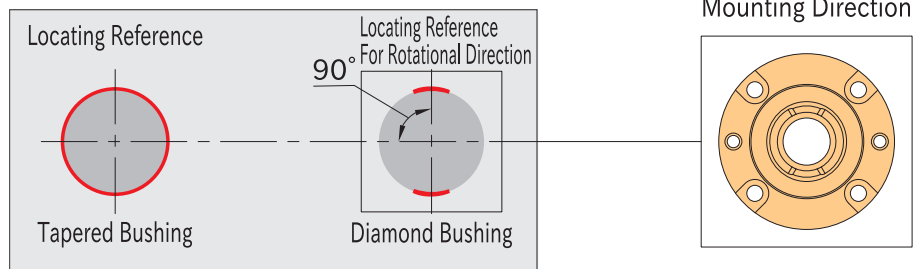 Mounting Direction
Locating Reference
Locating Reference
For Rotational Direction
90°
Tapered Bushing
Diamond Bushing